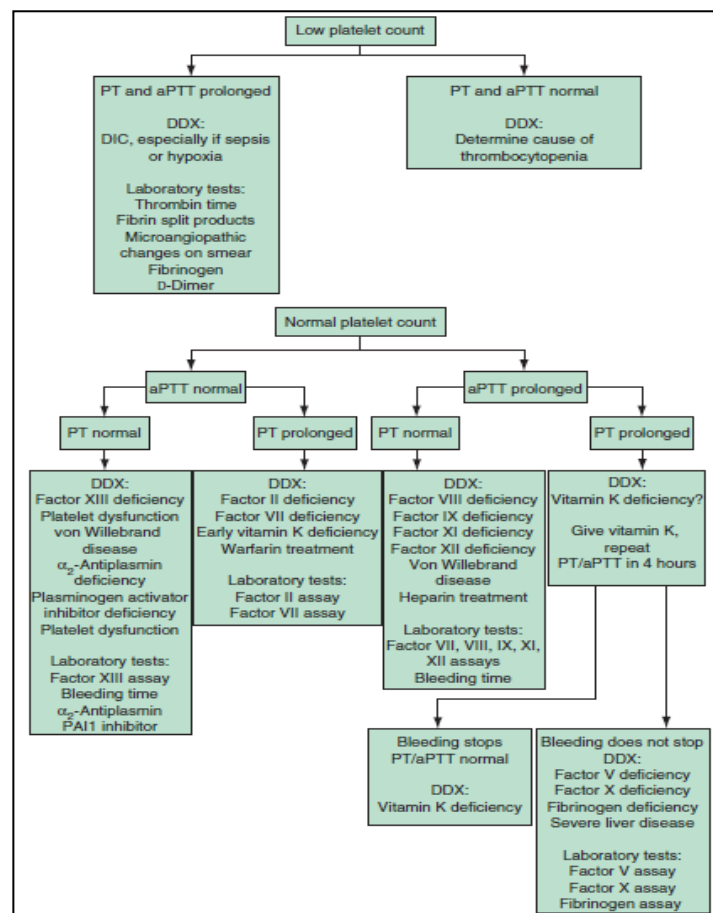 Low platelet count
PT and aPTT prolonged
DDX:
DIC, especially if sepsis
or hypoxia
Laboratory tests:
Thrombin time
Fibrin split products
Microangiopathic
changes on smear
Fibrinogen
D-Dimer
PT and aPTT normal
DDX:
Determine cause of
thrombocytopenia
Normal platelet count
aPTT normal
aPTT prolonged
PT normal
PT prolonged
PT normal
PT prolonged
DDX:
Factor XIII deficiency
Platelet dysfunction
von Willebrand
disease
α₂-Antiplasmin
deficiency
Plasminogen activator
inhibitor deficiency
Platelet dysfunction
Laboratory tests:
Factor XIII assay
Bleeding time
α₂-Antiplasmin
PAI1 inhibitor
DDX:
Factor II deficiency
Factor VII deficiency
Early vitamin K deficiency
Warfarin treatment
Laboratory tests:
Factor II assay
Factor VII assay
DDX:
Factor VIII deficiency
Factor IX deficiency
Factor XI deficiency
Factor XII deficiency
Von Willebrand
disease
Heparin treatment
Laboratory tests:
Factor VII, VIII, IX, XI,
XII assays
Bleeding time
DDX:
Vitamin K deficiency?
Give vitamin K,
repeat
PT/aPTT in 4 hours
Bleeding stops
PT/aPTT normal
DDX:
Vitamin K deficiency
Bleeding does not stop
DDX:
Factor V deficiency
Factor X deficiency
Fibrinogen deficiency
Severe liver disease
Laboratory tests:
Factor V assay
Factor X assay
Fibrinogen assay